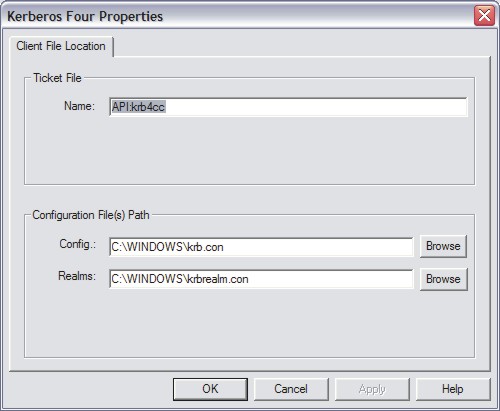 Kerberos Four Properties
Client File Location
Ticket File
Name: API:krb4cc
Configuration File(s) Path
Config.: C:\WINDOWS\krb.con Browse
Realms: C:\WINDOWS\krbrealm.con Browse
OK Cancel Apply Help